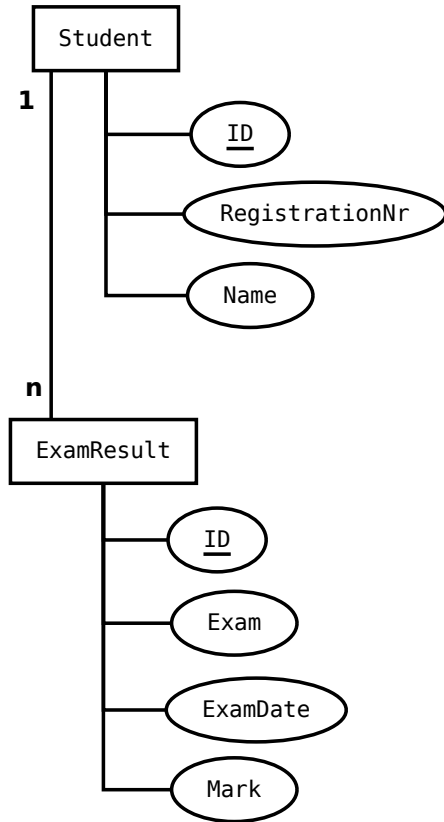 Student
1
ID
RegistrationNr
Name
n
ExamResult
ID
Exam
ExamDate
Mark